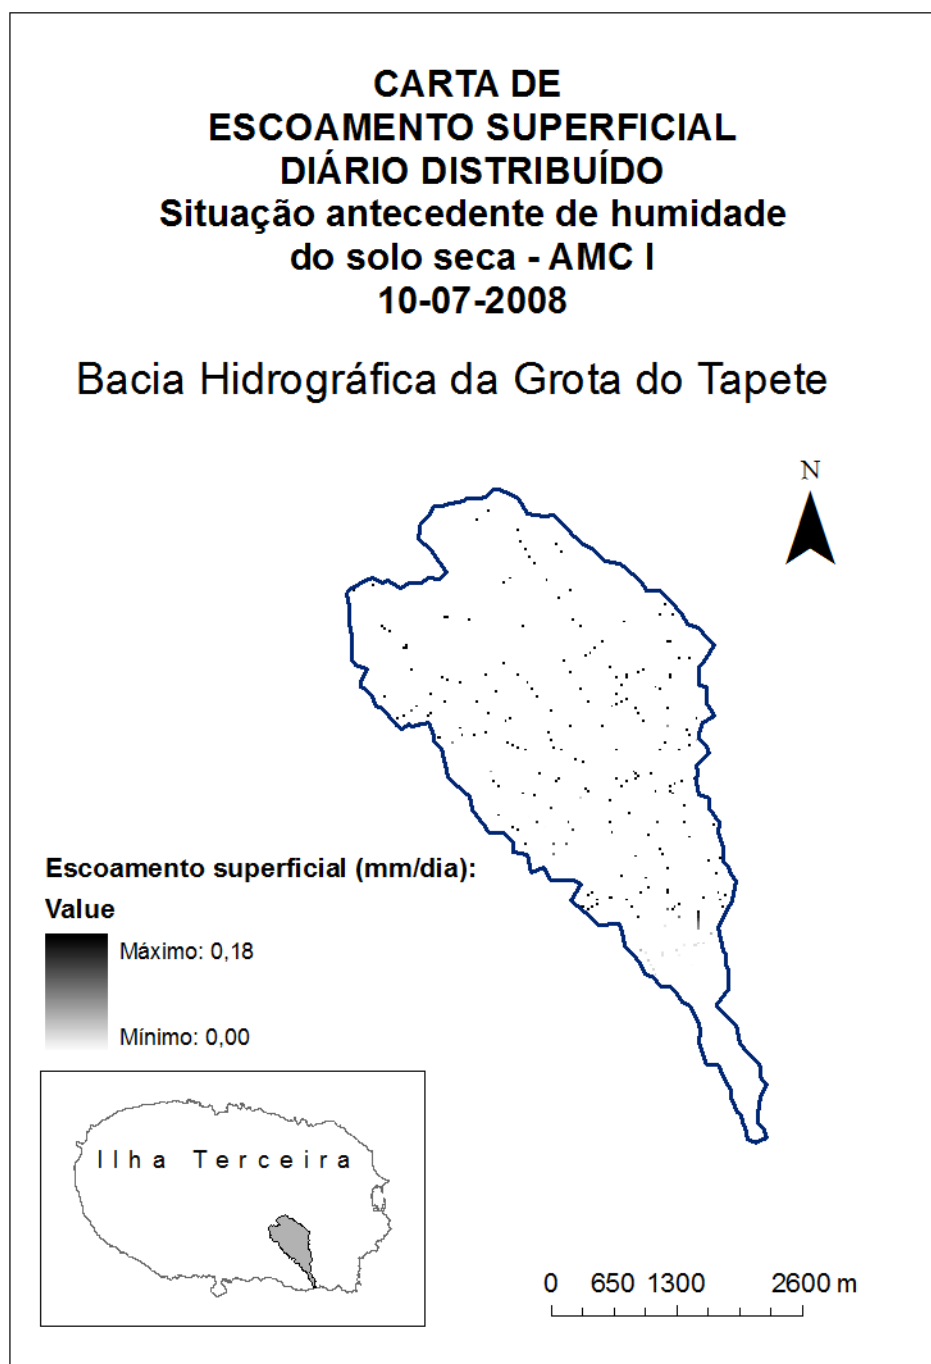 CARTA DE
ESCOAMENTO SUPERFICIAL
DIÁRIO DISTRIBUÍDO
Situação antecedente de humidade
do solo seca - AMC I
10-07-2008
Bacia Hidrográfica da Grota do Tapete
N
Escoamento superficial (mm/dia):
Value
Máximo: 0,18
Mínimo: 0,00
Ilha Terceira
0 650 1300 2600 m